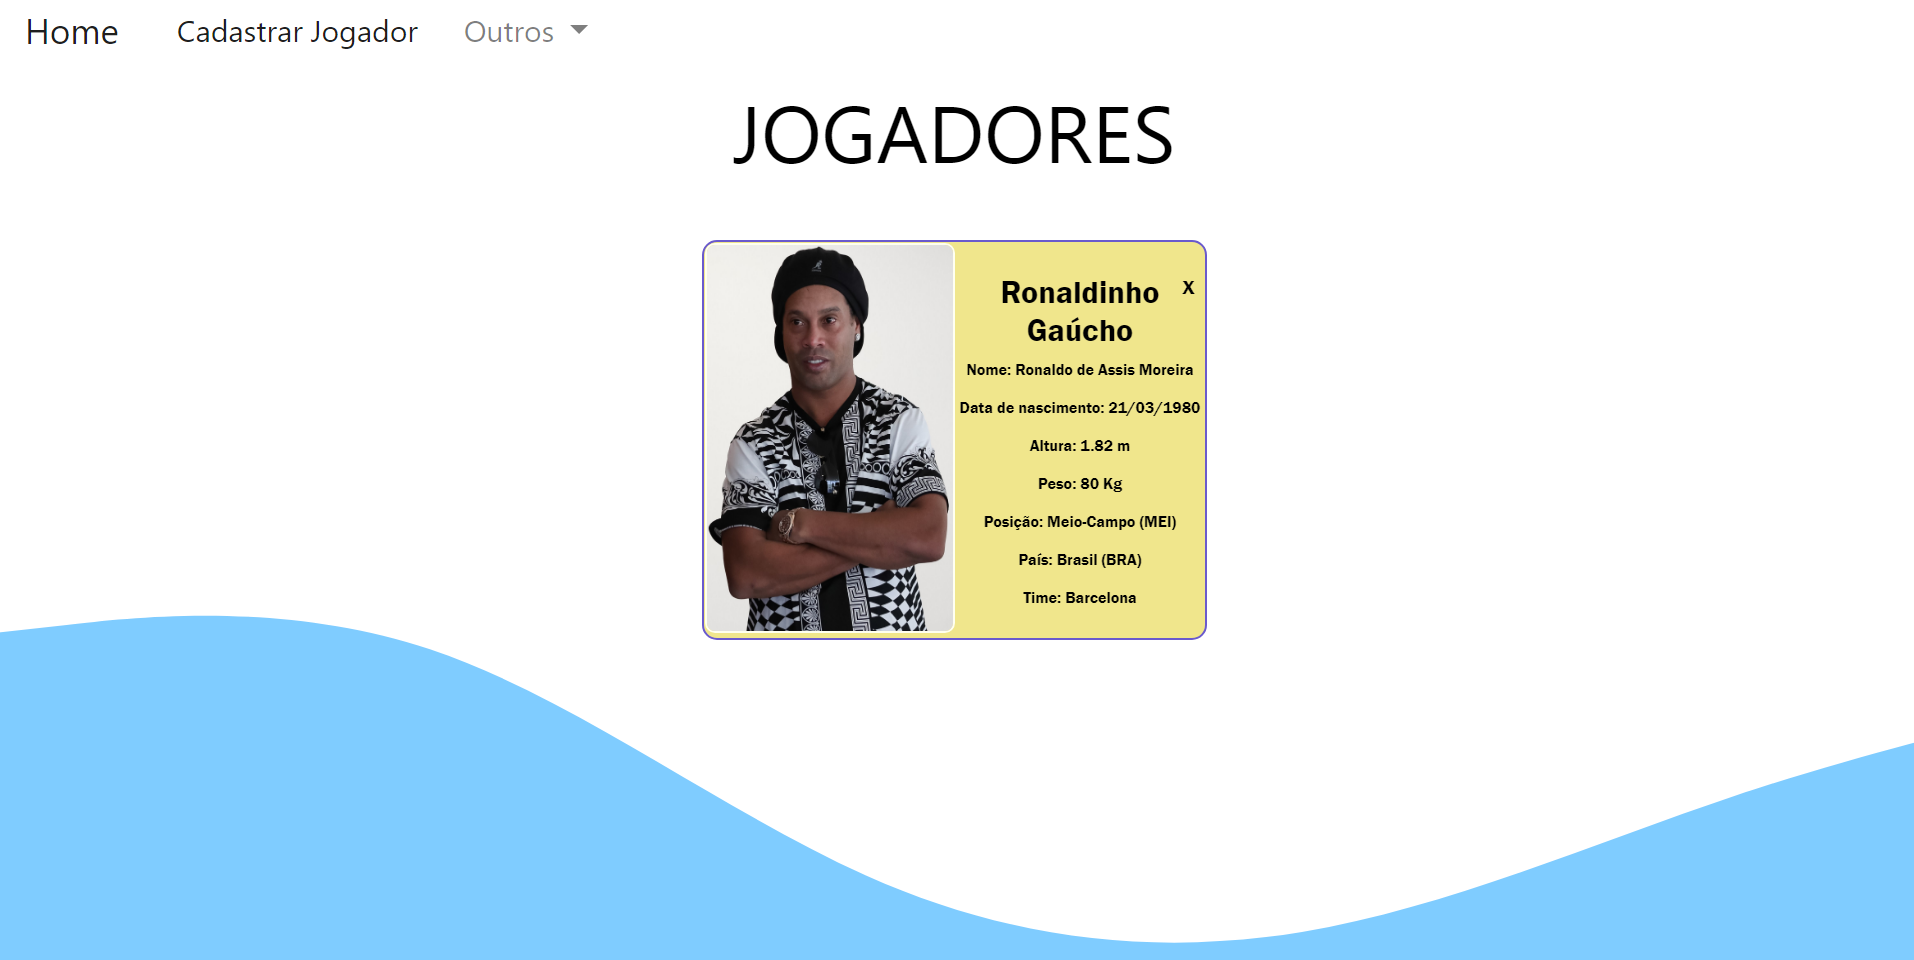 Home
Cadastrar Jogador
Outros
JOGADORES
Ronaldinho
Gaúcho
X
Nome: Ronaldo de Assis Moreira
Data de nascimento: 21/03/1980
Altura: 1.82 m
Peso: 80 Kg
Posição: Meio-Campo (MEI)
País: Brasil (BRA)
Time: Barcelona